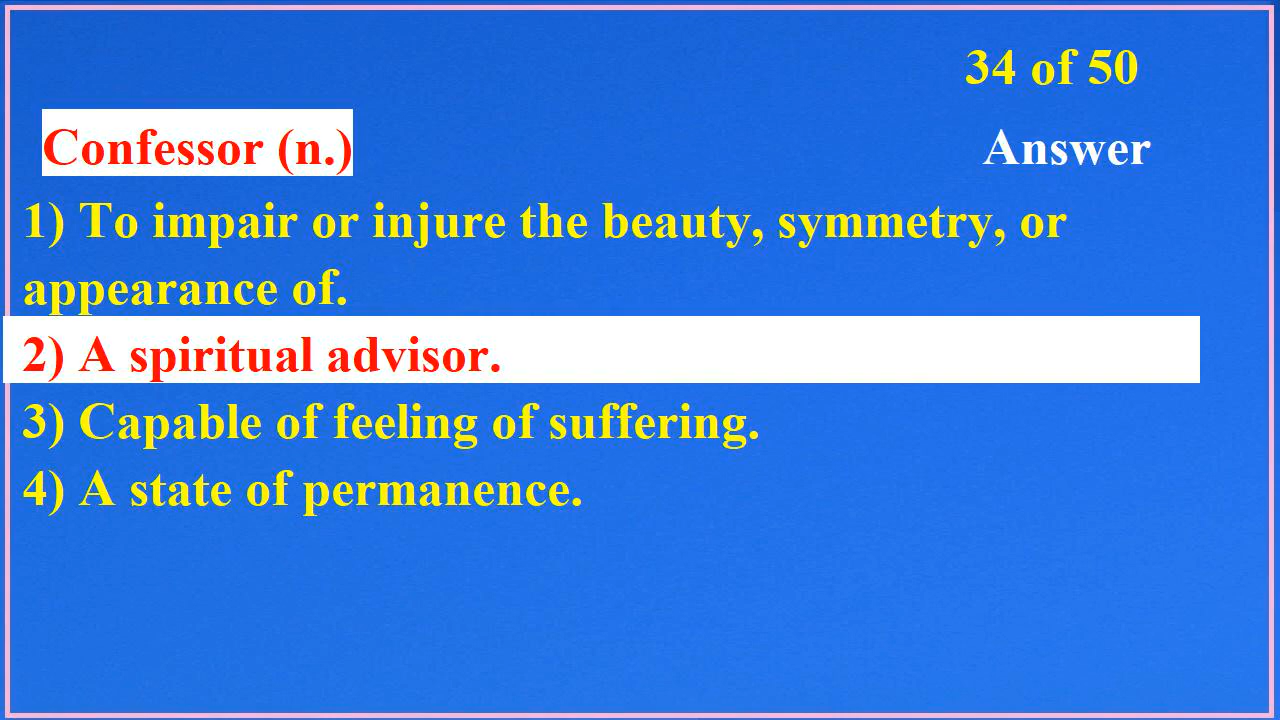 34 of 50
Confessor (n.)
Answer
1) To impair or injure the beauty, symmetry, or
appearance of.
2) A spiritual advisor.
3) Capable of feeling of suffering.
4) A state of permanence.